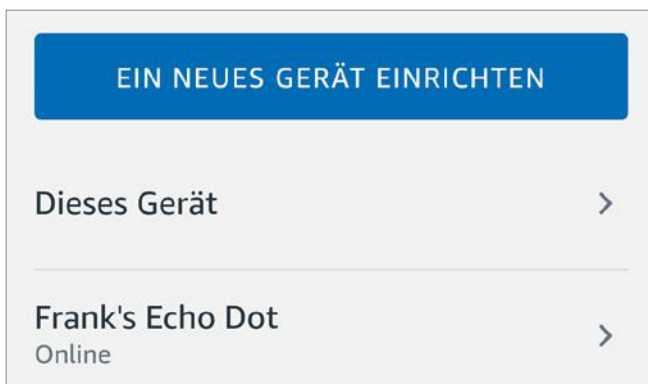 EIN NEUES GERÄT EINRICHTEN
Dieses Gerät
Frank's Echo Dot
Online